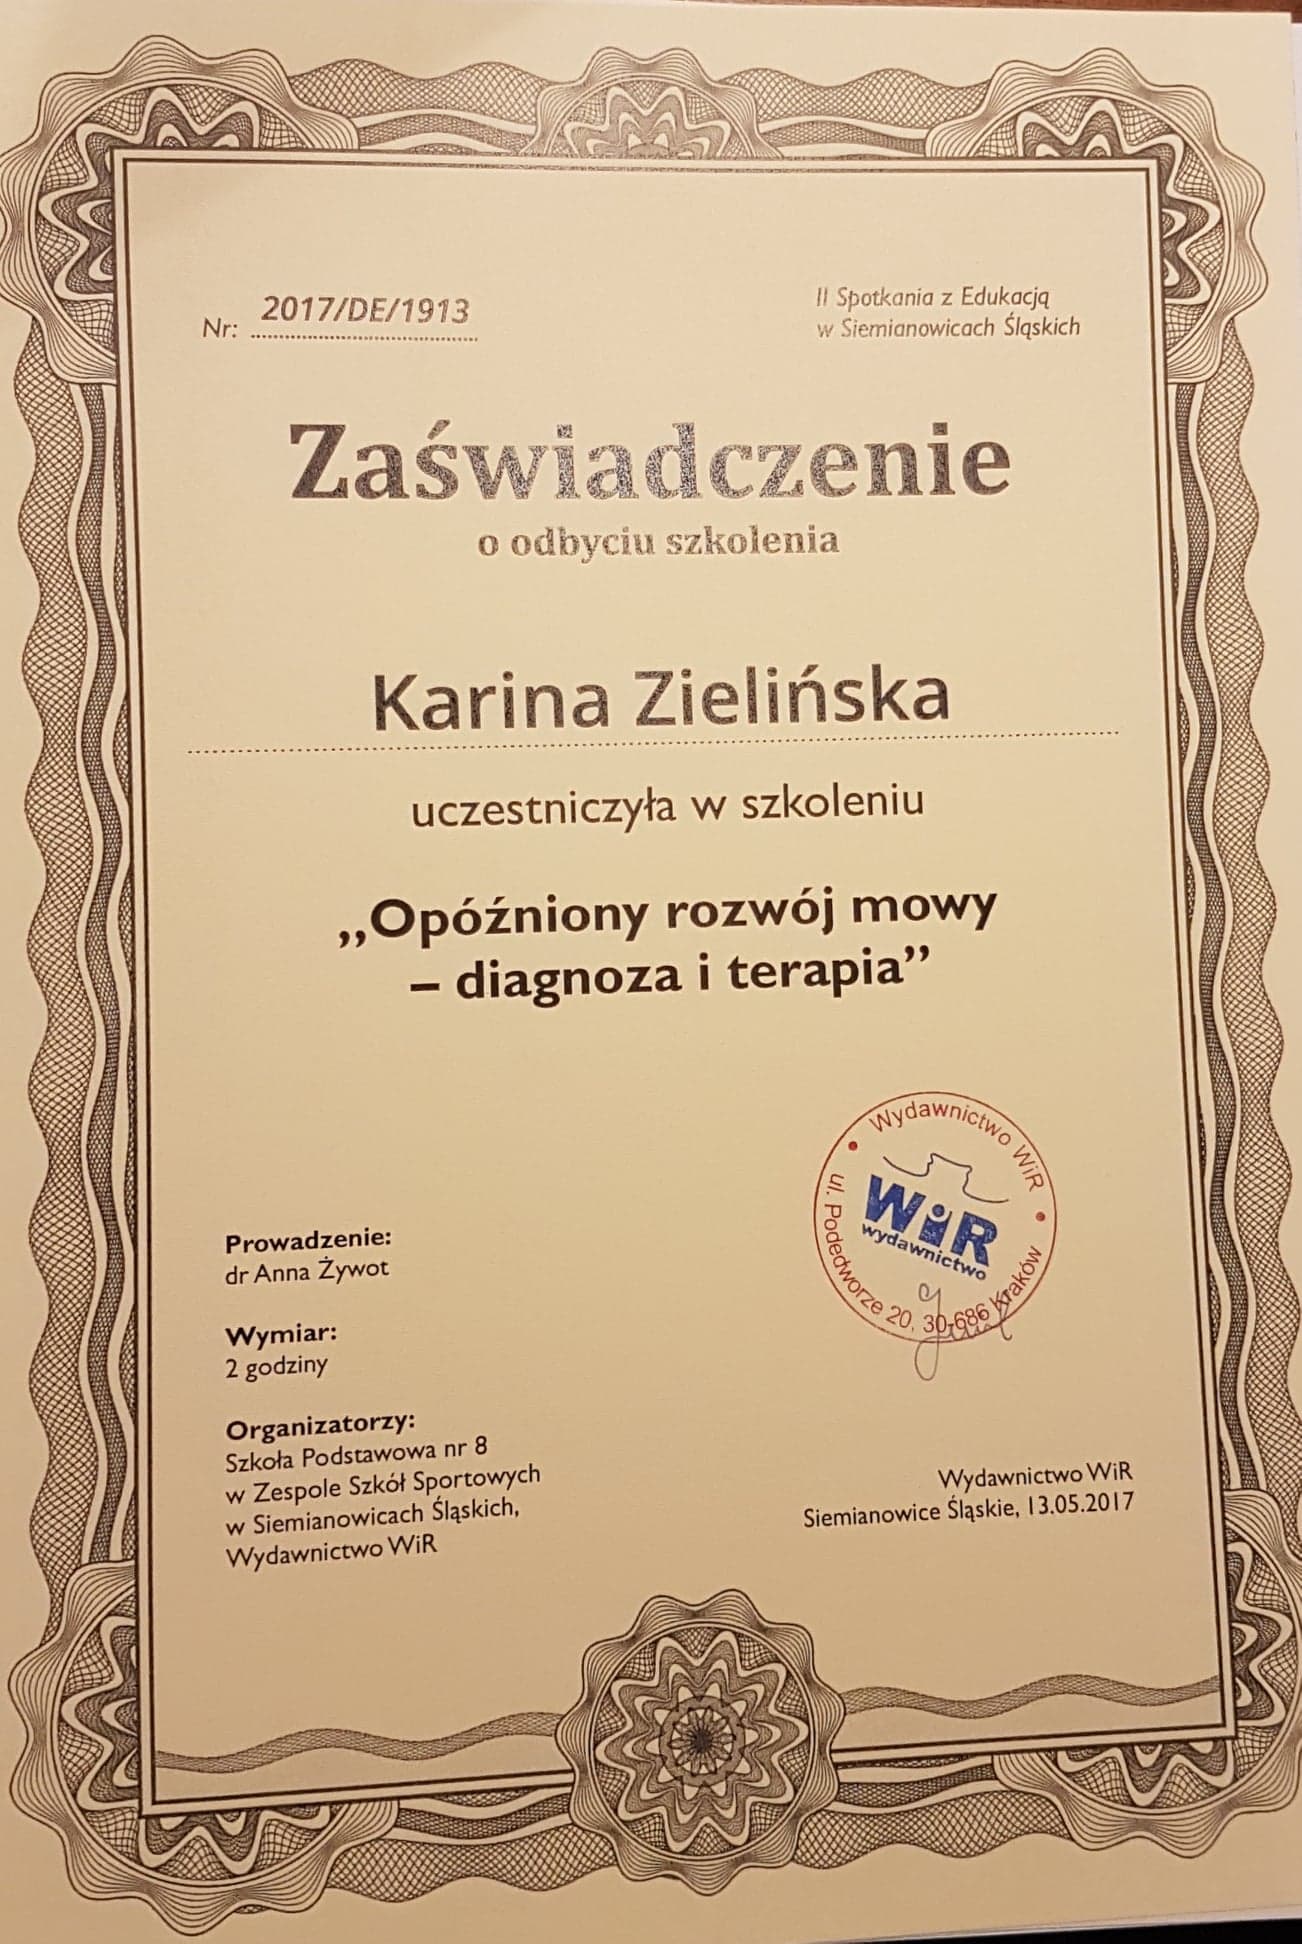 Nr: 2017/DE/1913
II Spotkania z Edukacją
w Siemianowicach Śląskich
Zaświadczenie
o odbyciu szkolenia
Karina Zielińska
uczestniczyła w szkoleniu
„Opóźniony rozwój mowy
– diagnoza i terapia”
Wydawnictwo WiR
WiR
wydawnictwo
ul. Podedworze 20, 30-686 Kraków
Prowadzenie:
dr Anna Żywot
Wymiar:
2 godziny
Organizatorzy:
Szkoła Podstawowa nr 8
w Zespole Szkół Sportowych
w Siemianowicach Śląskich,
Wydawnictwo WiR
Wydawnictwo WiR
Siemianowice Śląskie, 13.05.2017